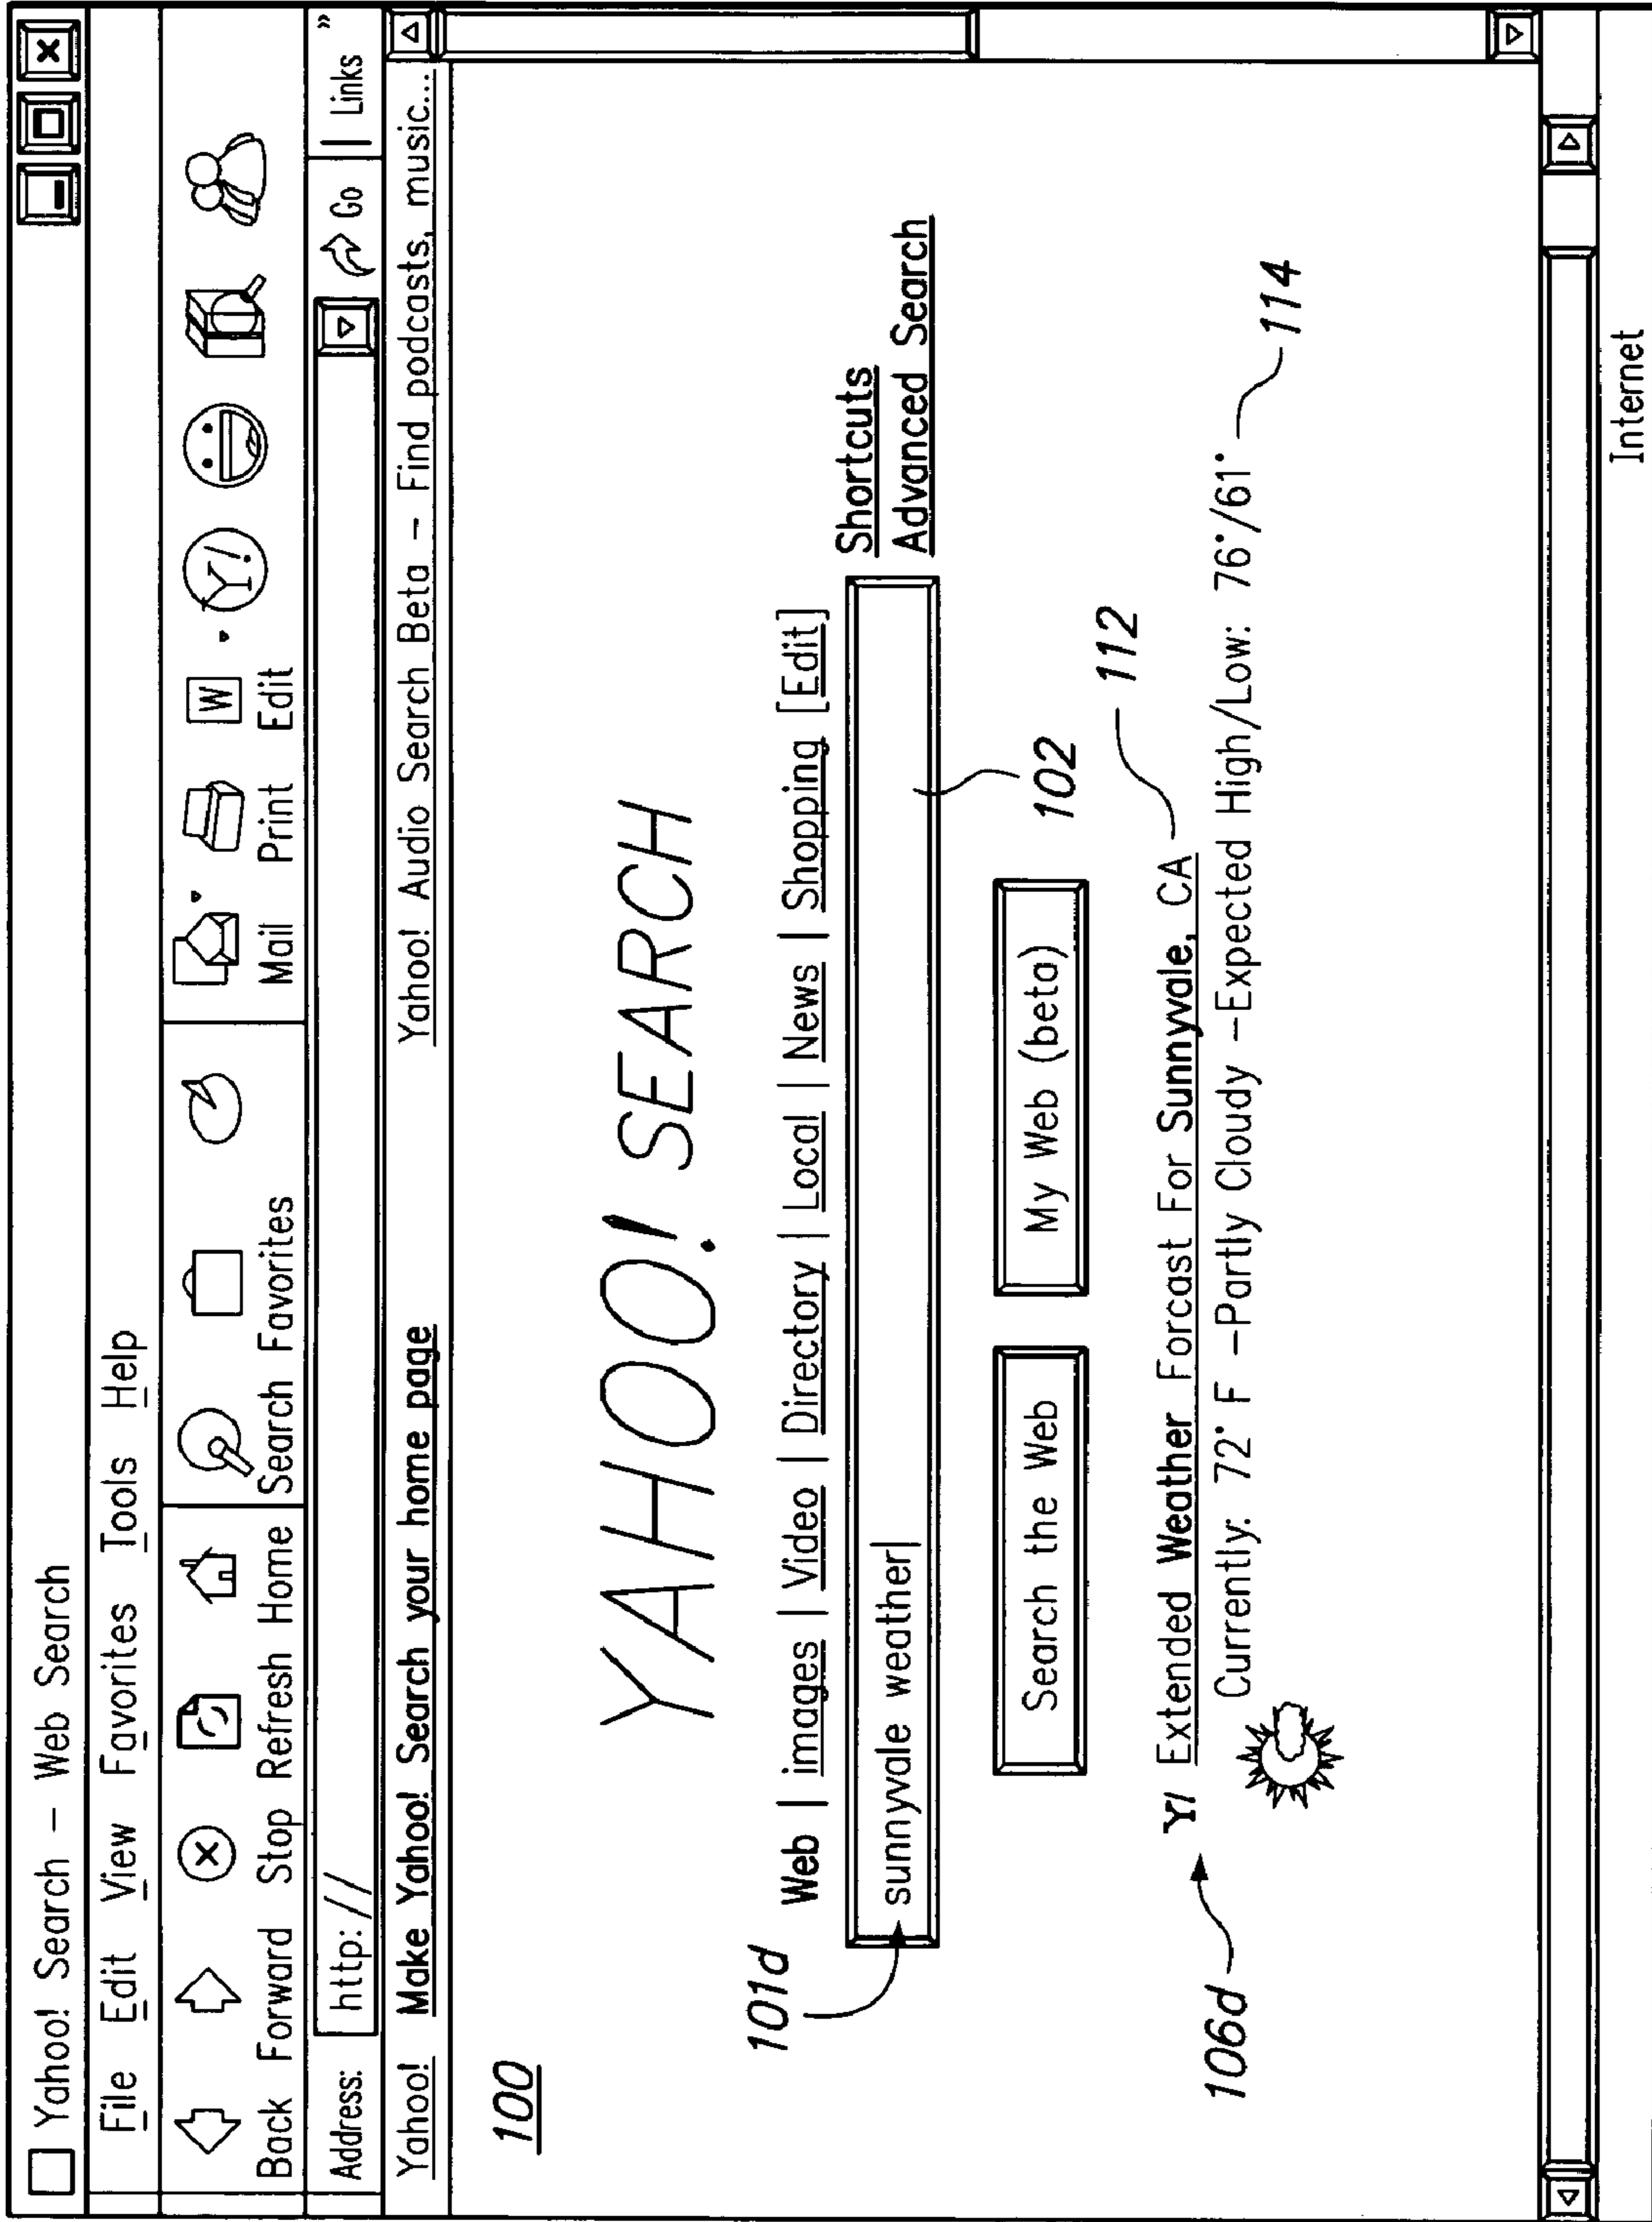 Yahoo! Search – Web Search
File Edit View Favorites Tools Help
W
Y!
Back Forward Stop Refresh Home Search Favorites Mail Print Edit
Address: http:// Go Links »
Yahoo! Make Yahoo! Search your home page Yahoo! Audio Search Beta – Find podcasts, music...
100
YAHOO! SEARCH
101d
Web | images | Video | Directory | Local | News | Shopping [Edit]
Shortcuts
sunnyvale weather|
Advanced Search
102
Search the Web My Web (beta)
112
106d
Y! Extended Weather Forcast For Sunnyvale, CA
Currently: 72° F –Partly Cloudy –Expected High/Low: 76°/61°
114
Internet